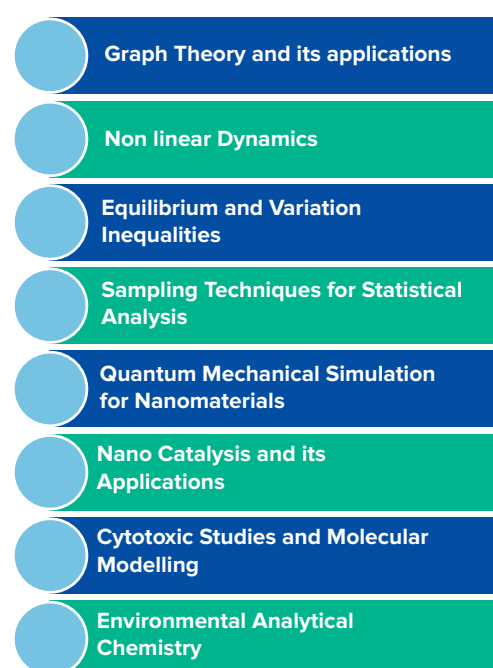 Graph Theory and its applications
Non linear Dynamics
Equilibrium and Variation
Inequalities
Sampling Techniques for Statistical
Analysis
Quantum Mechanical Simulation
for Nanomaterials
Nano Catalysis and its
Applications
Cytotoxic Studies and Molecular
Modelling
Environmental Analytical
Chemistry